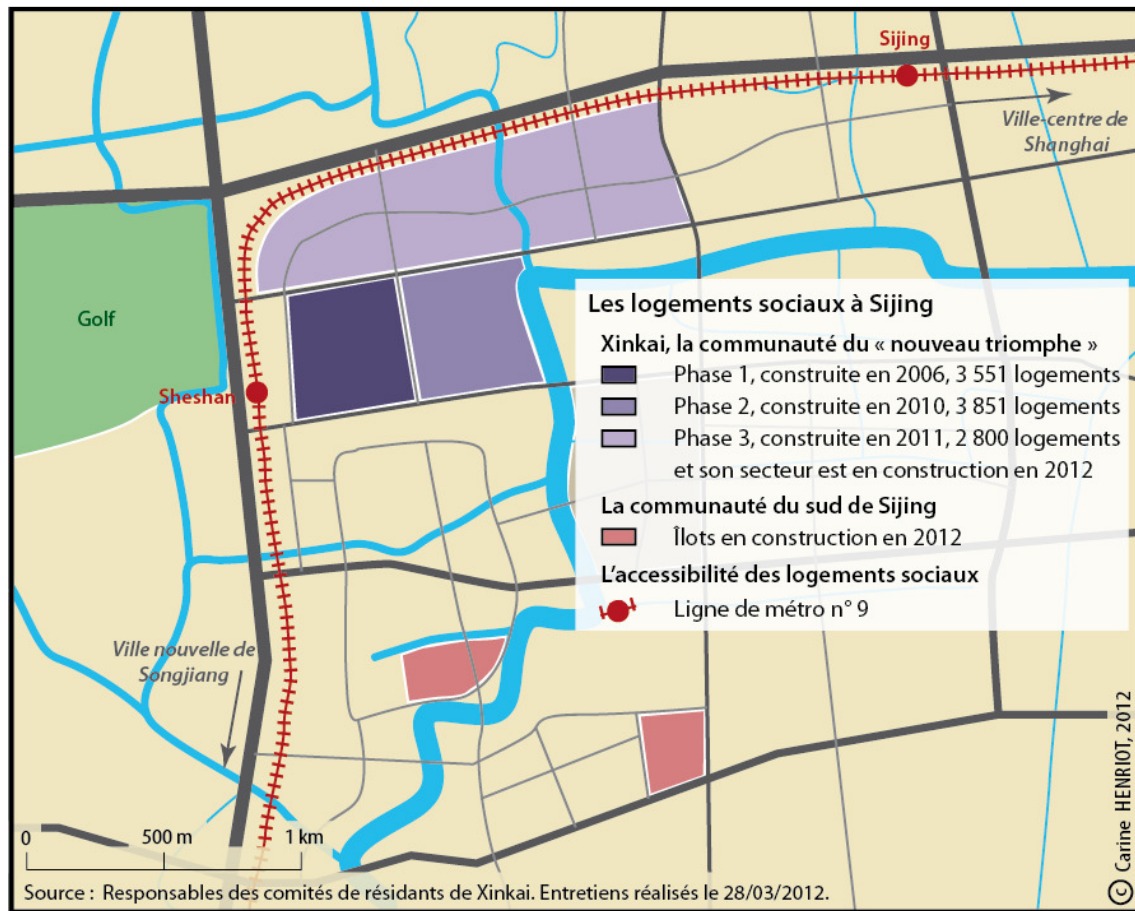 Sijing
Ville-centre de
Shanghai
Golf
Sheshan
Les logements sociaux à Sijing
Xinkai, la communauté du « nouveau triomphe »
Phase 1, construite en 2006, 3 551 logements
Phase 2, construite en 2010, 3 851 logements
Phase 3, construite en 2011, 2 800 logements
et son secteur est en construction en 2012
La communauté du sud de Sijing
Îlots en construction en 2012
L'accessibilité des logements sociaux
Ligne de métro n° 9
Ville nouvelle de
Songjiang
0 500 m 1 km
Source : Responsables des comités de résidants de Xinkai. Entretiens réalisés le 28/03/2012.
© Carine HENRIOT, 2012